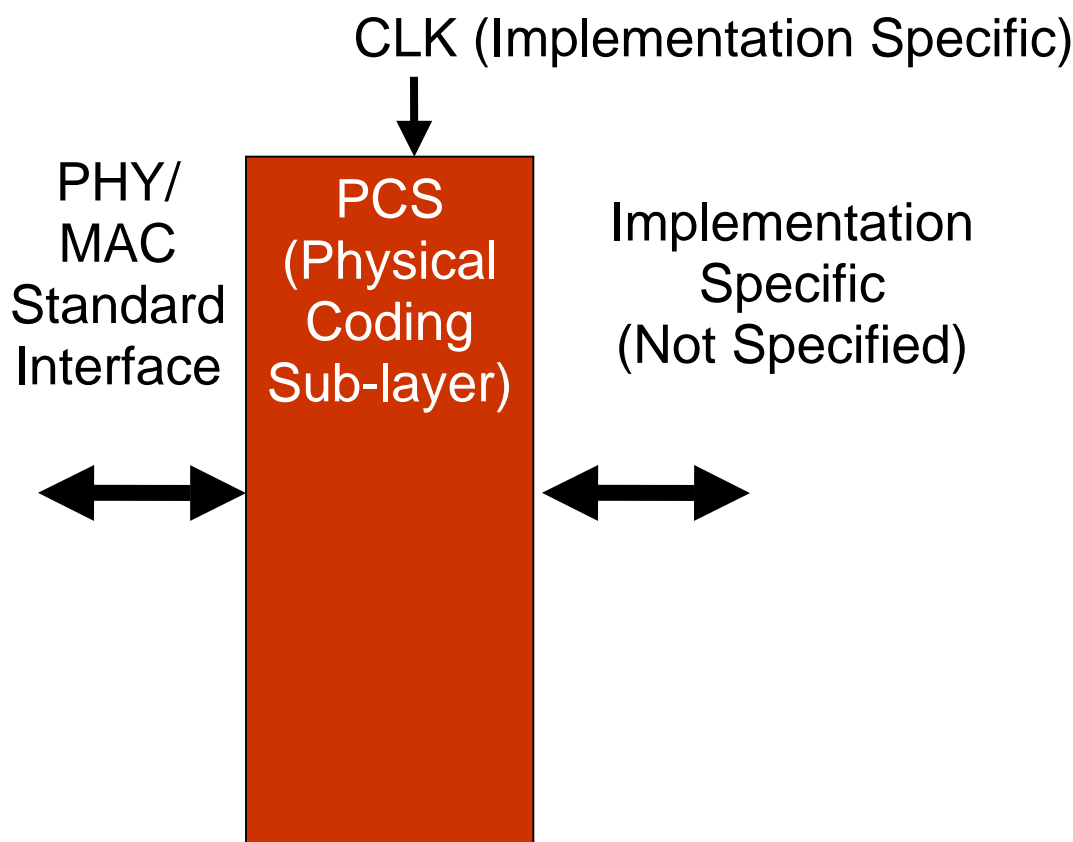 CLK (Implementation Specific)
PHY/
MAC
Standard
Interface
PCS
(Physical
Coding
Sub-layer)
Implementation
Specific
(Not Specified)